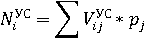 N_i^{УС} = ∑ V_{ij}^{УС} * p_j